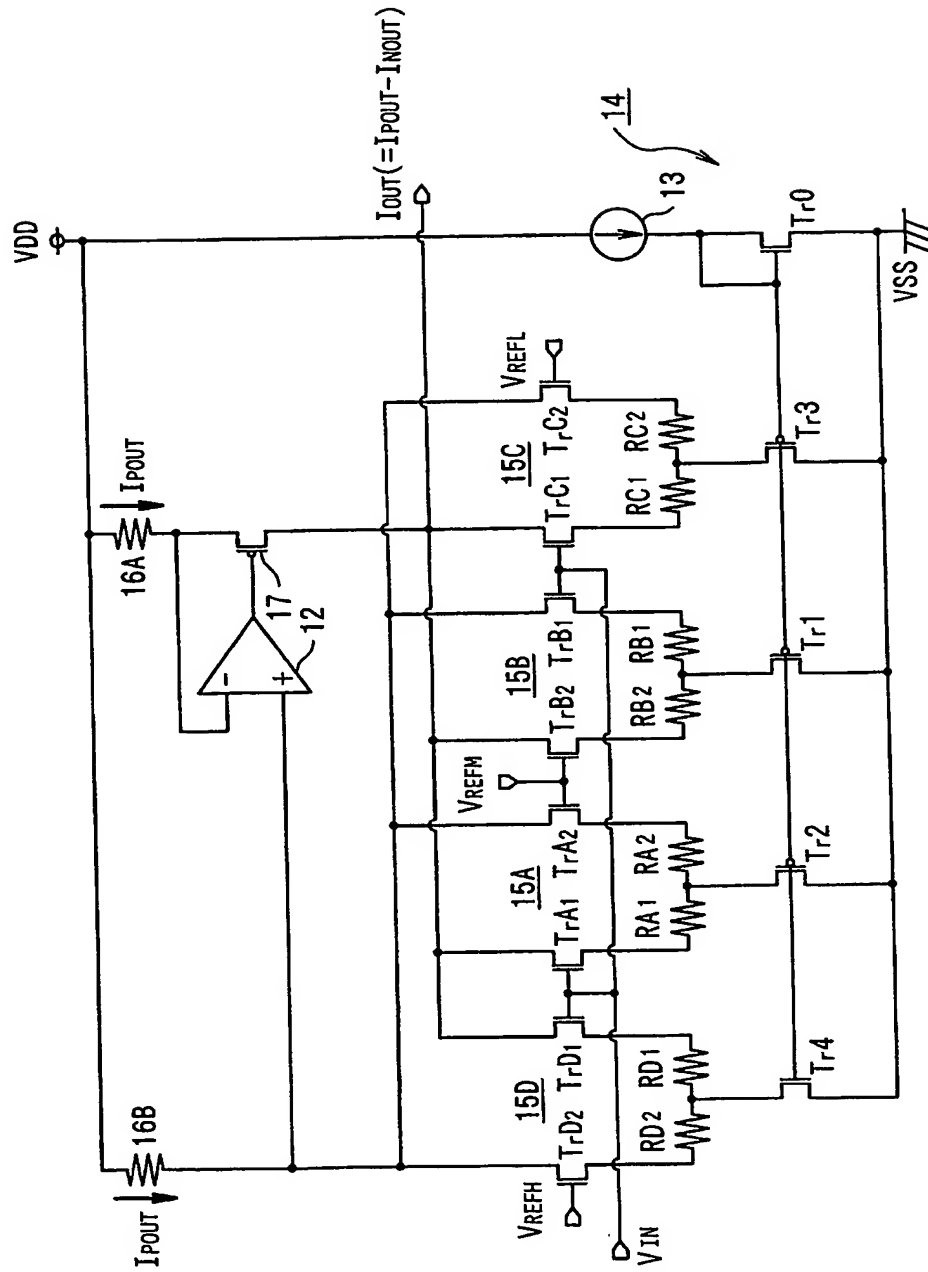 VDD
IPOUT
16B
16A
IPOUT
17
12
-
+
IOUT(=IPOUT-INOUT)
14
13
VREFH
VREFM
VREFL
15D
15A
15B
15C
TrD2
TrD1
TrA1
TrA2
TrB2
TrB1
TrC1
TrC2
VIN
RD2
RD1
RA1
RA2
RB2
RB1
RC1
RC2
Tr4
Tr2
Tr1
Tr3
Tr0
VSS